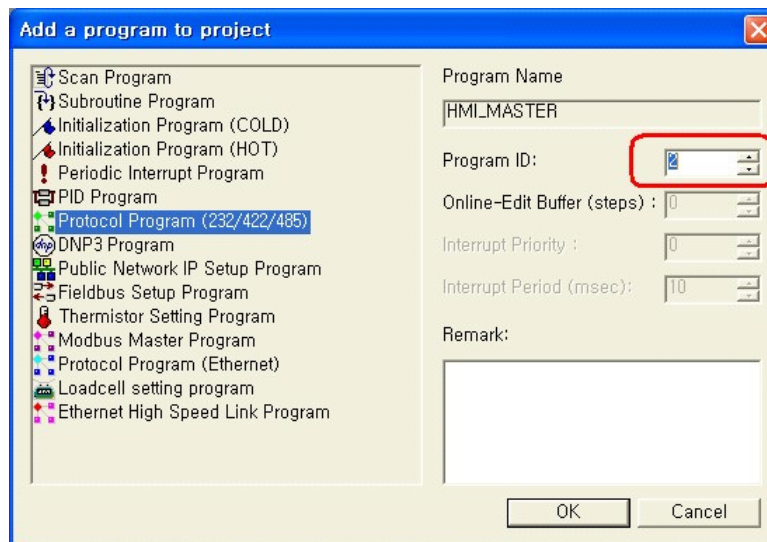 Add a program to project
Scan Program
Subroutine Program
Initialization Program (COLD)
Initialization Program (HOT)
Periodic Interrupt Program
PID Program
Protocol Program (232/422/485)
DNP3 Program
Public Network IP Setup Program
Fieldbus Setup Program
Thermistor Setting Program
Modbus Master Program
Protocol Program (Ethernet)
Loadcell setting program
Ethernet High Speed Link Program
Program Name
HMI_MASTER
Program ID: 2
Online-Edit Buffer (steps) : 0
Interrupt Priority : 0
Interrupt Period (msec): 10
Remark:
OK Cancel